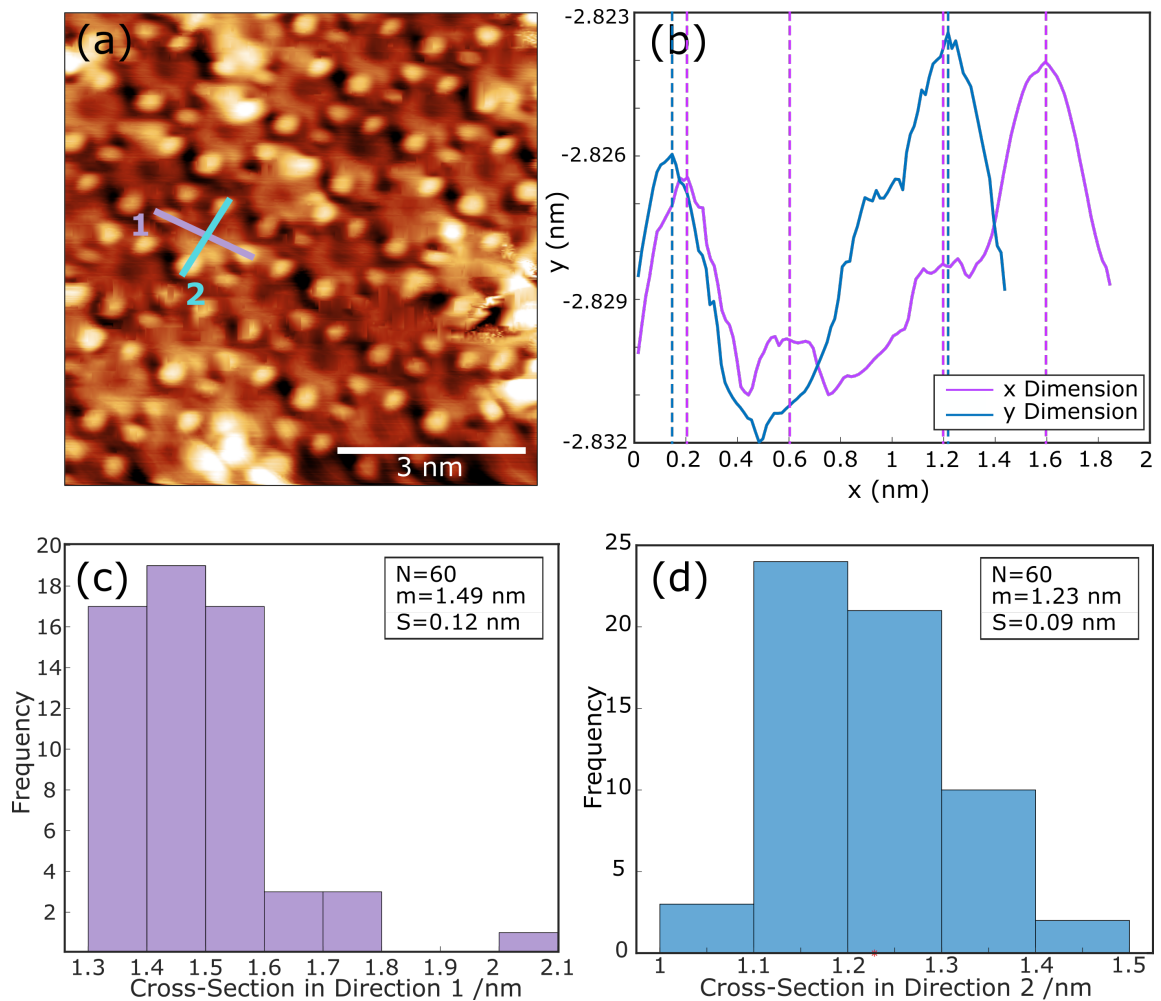 (a)
1
2
3 nm
(b)
-2.823
-2.826
-2.829
-2.832
y (nm)
x Dimension
y Dimension
0 0.2 0.4 0.6 0.8 1 1.2 1.4 1.6 1.8 2
x (nm)
(c)
N=60
m=1.49 nm
S=0.12 nm
20
18
16
14
12
10
8
6
4
2
Frequency
1.3 1.4 1.5 1.6 1.7 1.8 1.9 2 2.1
Cross-Section in Direction 1 /nm
(d)
N=60
m=1.23 nm
S=0.09 nm
25
20
15
10
5
0
Frequency
1 1.1 1.2 1.3 1.4 1.5
*
Cross-Section in Direction 2 /nm